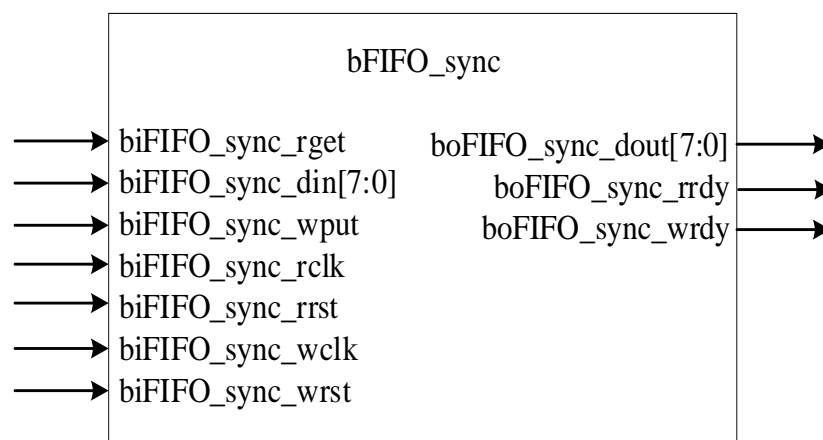 bFIFO_sync
biFIFO_sync_rget
biFIFO_sync_din[7:0]
biFIFO_sync_wput
biFIFO_sync_rclk
biFIFO_sync_rrst
biFIFO_sync_wclk
biFIFO_sync_wrst
boFIFO_sync_dout[7:0]
boFIFO_sync_rrdy
boFIFO_sync_wrdy